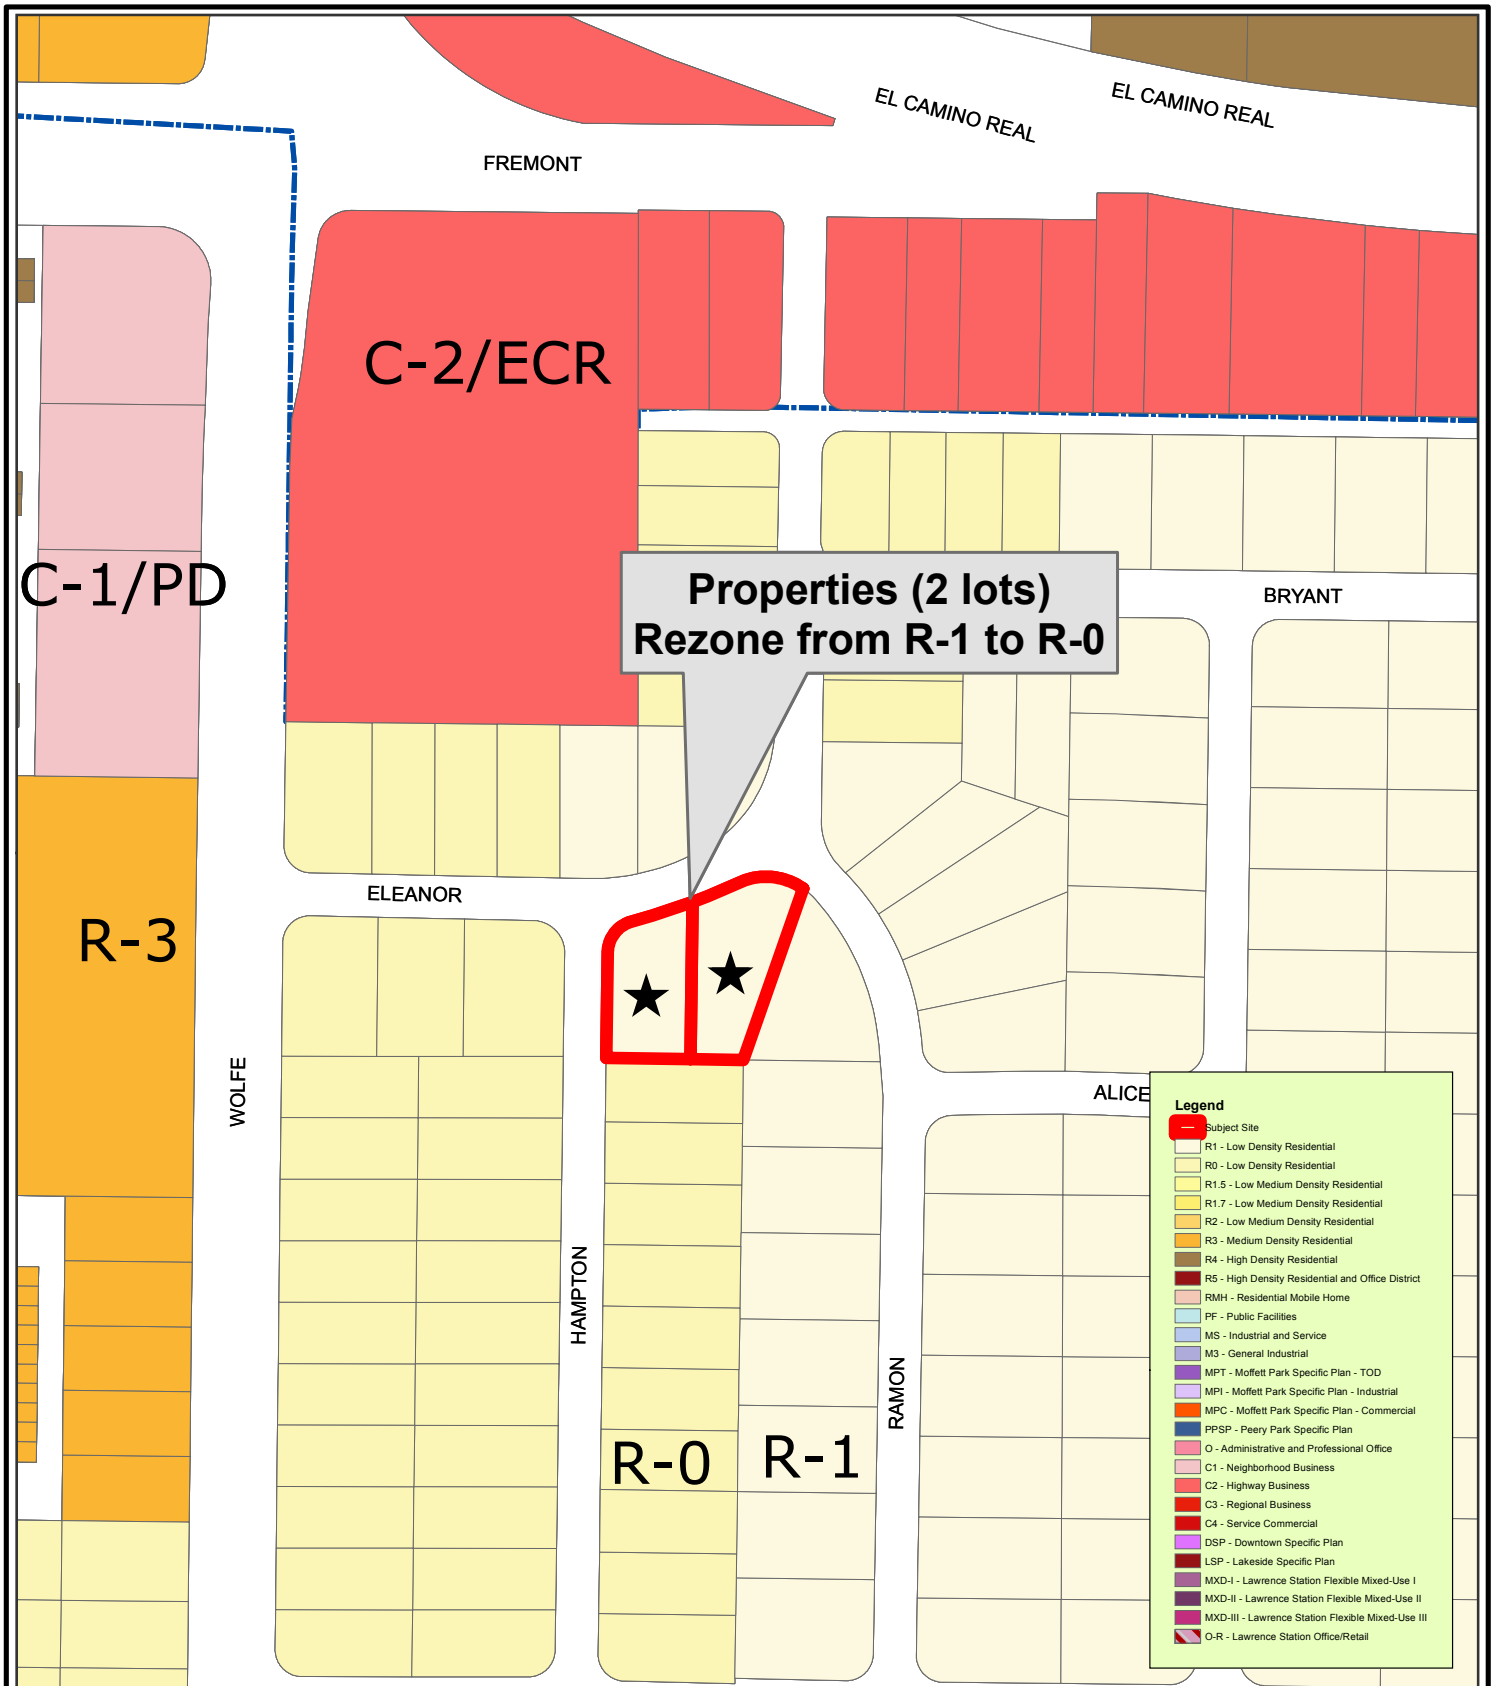 EL CAMINO REAL
EL CAMINO REAL
FREMONT
C-2/ECR
C-1/PD
Properties (2 lots)
Rezone from R-1 to R-0
BRYANT
ELEANOR
R-3
WOLFE
ALICE
HAMPTON
RAMON
R-0
R-1
Legend
Subject Site
R1 - Low Density Residential
R0 - Low Density Residential
R1.5 - Low Medium Density Residential
R1.7 - Low Medium Density Residential
R2 - Low Medium Density Residential
R3 - Medium Density Residential
R4 - High Density Residential
R5 - High Density Residential and Office District
RMH - Residential Mobile Home
PF - Public Facilities
MS - Industrial and Service
M3 - General Industrial
MPT - Moffett Park Specific Plan - TOD
MPI - Moffett Park Specific Plan - Industrial
MPC - Moffett Park Specific Plan - Commercial
PPSP - Peery Park Specific Plan
O - Administrative and Professional Office
C1 - Neighborhood Business
C2 - Highway Business
C3 - Regional Business
C4 - Service Commercial
DSP - Downtown Specific Plan
LSP - Lakeside Specific Plan
MXD-I - Lawrence Station Flexible Mixed-Use I
MXD-II - Lawrence Station Flexible Mixed-Use II
MXD-III - Lawrence Station Flexible Mixed-Use III
O-R - Lawrence Station Office/Retail